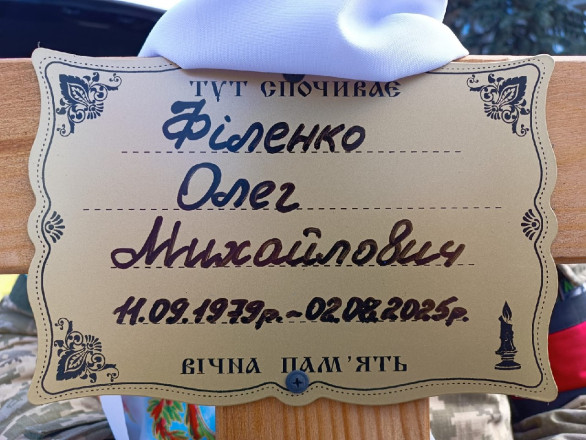 ТУТ СПОЧИВАЄ
Філенко
Олег
Михайлович
11.09.1979р.-02.08.2025р.
ВІЧНА ПАМ'ЯТЬ